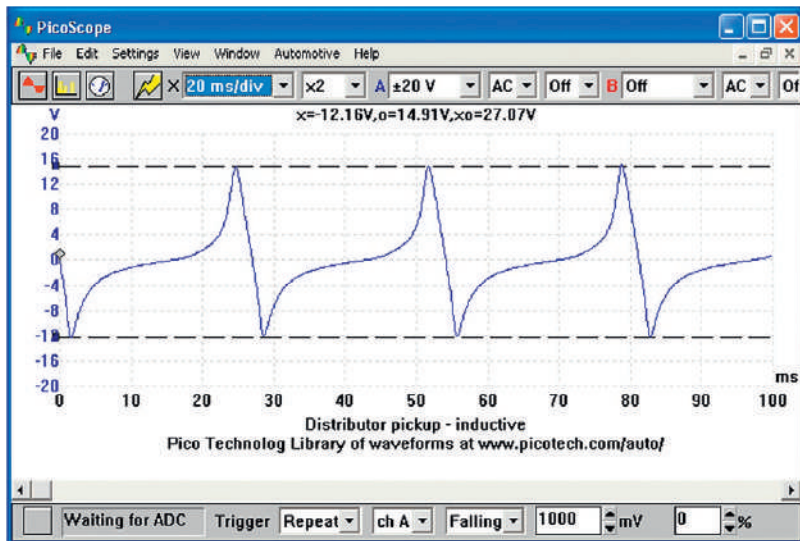 PicoScope
File Edit Settings View Window Automotive Help
X 20 ms/div x2 A ±20 V AC Off B Off AC Of
x=-12.16V,o=14.91V,xo=27.07V
V
20
16
12
8
4
0
-4
-8
-12
-16
-20
ms
0 10 20 30 40 50 60 70 80 90 100
Distributor pickup - inductive
Pico Technolog Library of waveforms at www.picotech.com/auto/
Waiting for ADC Trigger Repeat ch A Falling 1000 mV 0 %